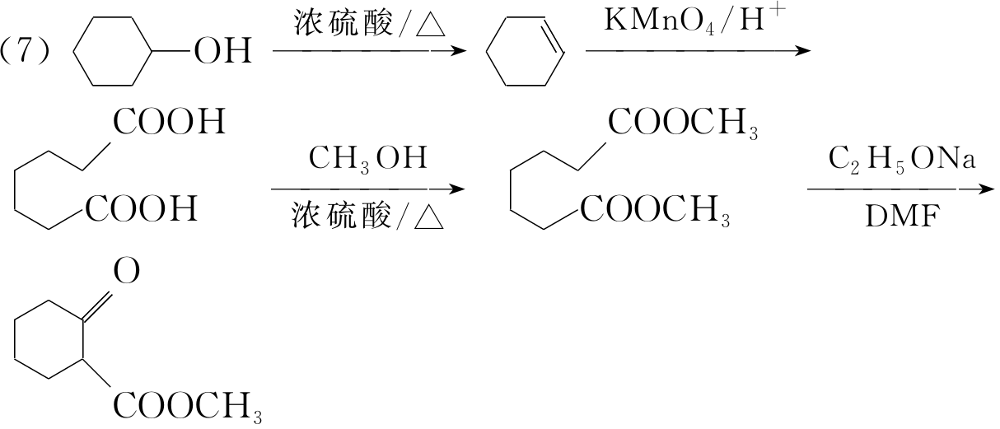 (7) OH 浓硫酸/△ KMnO₄/H⁺
COOH COOH CH₃OH 浓硫酸/△ COOCH₃ COOCH₃ C₂H₅ONa DMF
O
COOCH₃